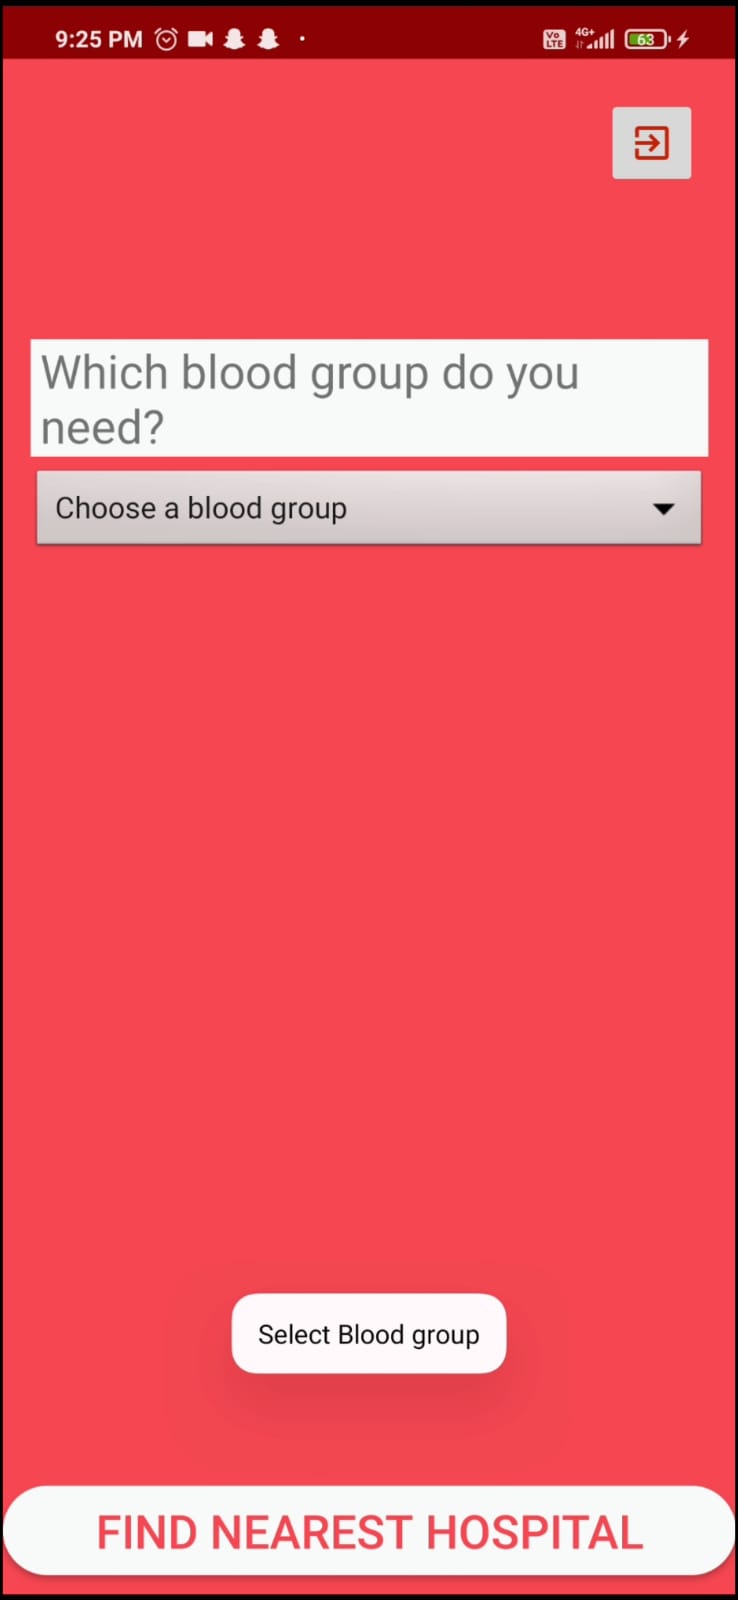 9:25 PM
Vo LTE 4G+ 63
Which blood group do you
need?
Choose a blood group
Select Blood group
FIND NEAREST HOSPITAL